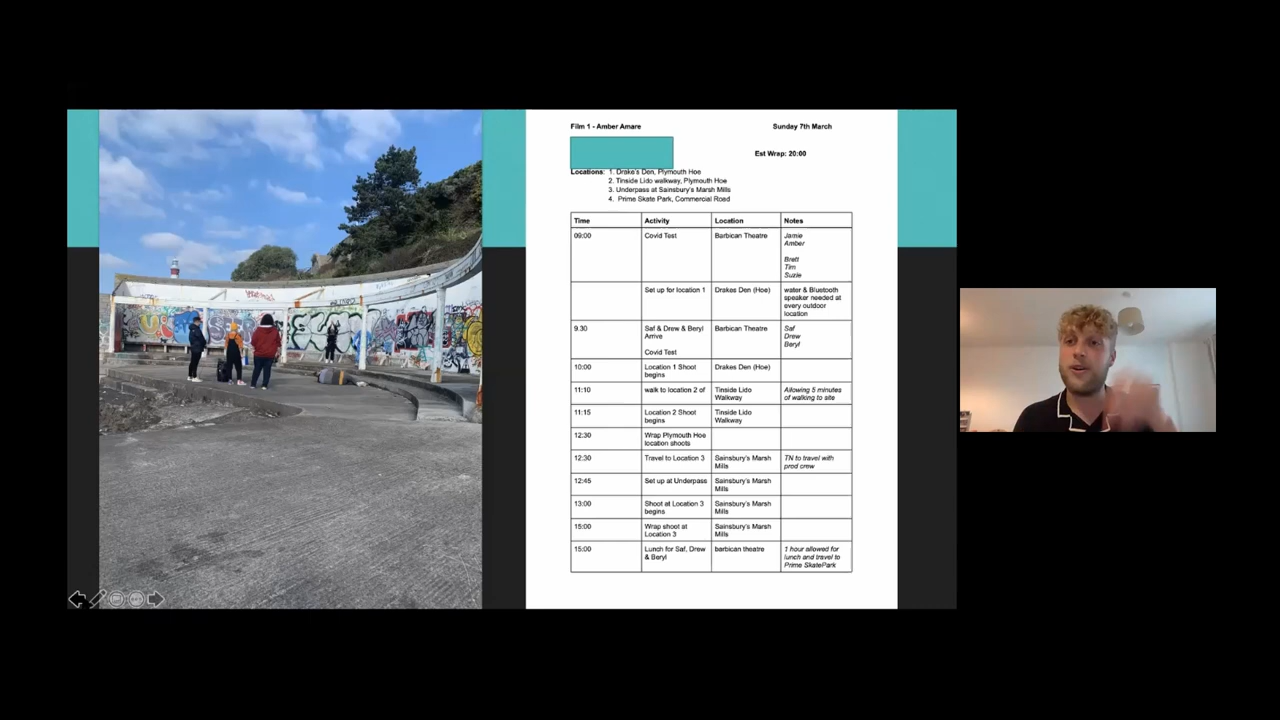 Film 1 - Amber Amare
Sunday 7th March
Est Wrap: 20:00
Locations: 1. Drake's Den, Plymouth Hoe
2. Tinside Lido walkway, Plymouth Hoe
3. Underpass at Sainsbury's Marsh Mills
4. Prime Skate Park, Commercial Road
Time Activity Location Notes
09:00 Covid Test Barbican Theatre Jamie
Amber
Brett
Tim
Suzie
Set up for location 1 Drakes Den (Hoe) water & Bluetooth
speaker needed at
every outdoor
location
9.30 Saf & Drew & Beryl Barbican Theatre Saf
Arrive Drew
Beryl
Covid Test
10:00 Location 1 Shoot Drakes Den (Hoe)
begins
11:10 walk to location 2 of Tinside Lido Allowing 5 minutes
Walkway of walking to site
11:15 Location 2 Shoot Tinside Lido
begins Walkway
12:30 Wrap Plymouth Hoe
location shoots
12:30 Travel to Location 3 Sainsbury's Marsh TN to travel with
Mills prod crew
12:45 Set up at Underpass Sainsbury's Marsh
Mills
13:00 Shoot at Location 3 Sainsbury's Marsh
begins Mills
15:00 Wrap shoot at Sainsbury's Marsh
Location 3 Mills
15:00 Lunch for Saf, Drew barbican theatre 1 hour allowed for
& Beryl lunch and travel to
Prime SkatePark